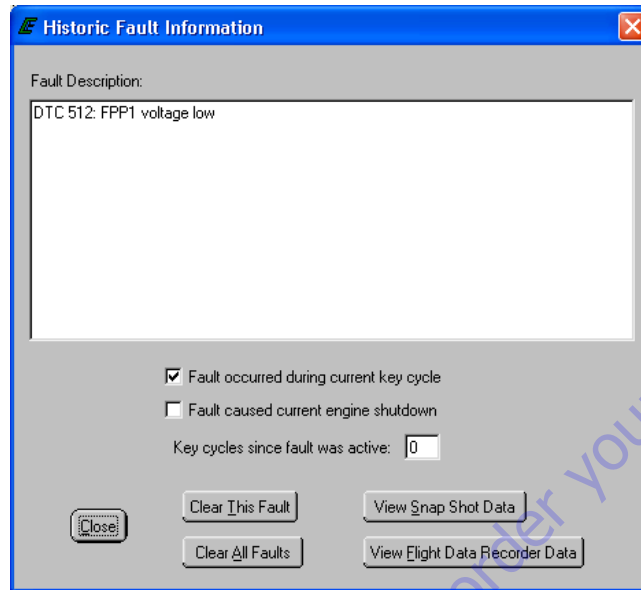 Historic Fault Information
Fault Description:
DTC 512: FPP1 voltage low
Fault occurred during current key cycle
Fault caused current engine shutdown
Key cycles since fault was active: 0
Clear This Fault
View Snap Shot Data
Close
Clear All Faults
View Flight Data Recorder Data
order you